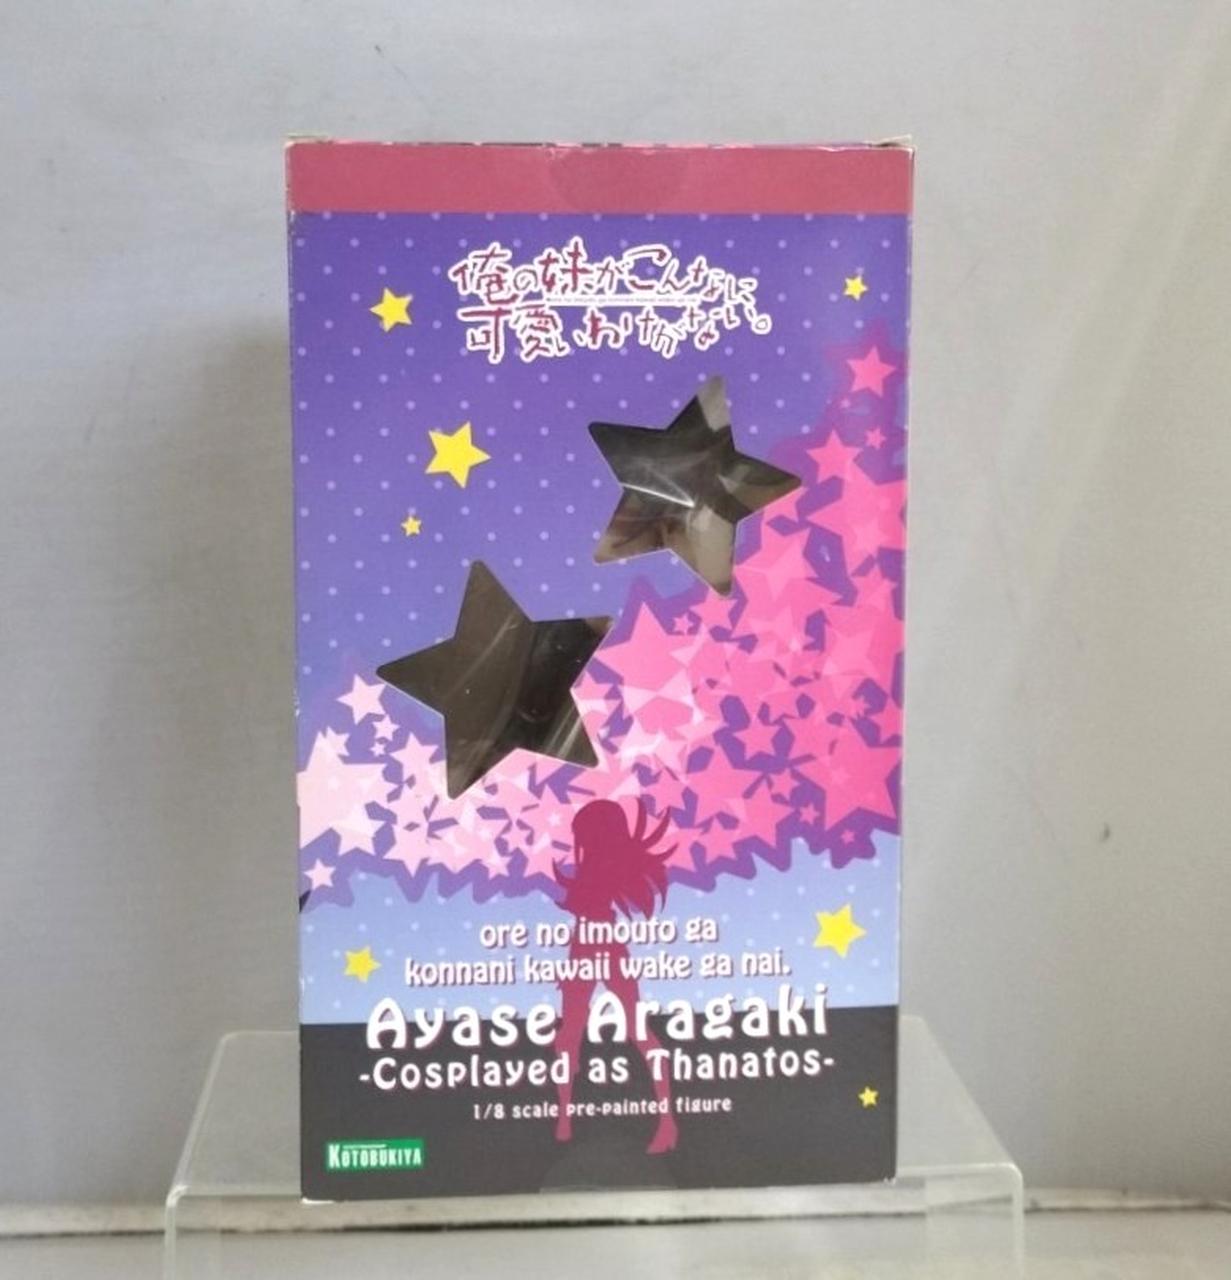 俺の妹がこんなに
可愛いわけがない。
ore no imouto ga
konnani kawaii wake ga nai.
Ayase Aragaki
-Cosplayed as Thanatos-
1/8 scale pre-painted figure
KOTOBUKIYA